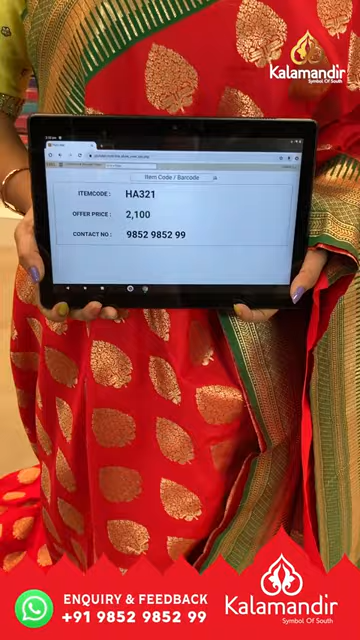 Kalamandir
Symbol Of South
Item Code / Barcode
ITEMCODE : HA321
OFFER PRICE : 2,100
CONTACT NO : 9852 9852 99
ENQUIRY & FEEDBACK
+91 9852 9852 99
Kalamandir
Symbol Of South